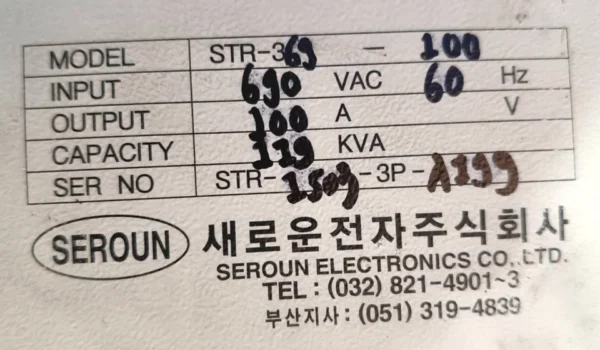 MODEL STR-369 - 100
INPUT 690 VAC 60 Hz
OUTPUT 100 A V
CAPACITY 119 KVA
SER NO STR-1509-3P-A199
SEROUN 새로운전자주식회사
SEROUN ELECTRONICS CO.,LTD.
TEL : (032) 821-4901~3
부산지사 : (051) 319-4839